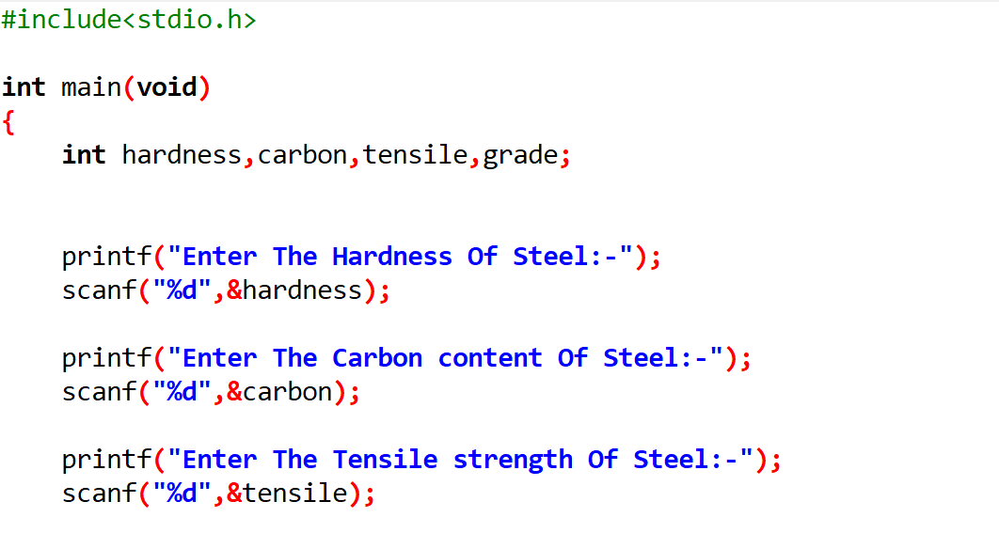 #include<stdio.h>
int main(void)
{
int hardness,carbon,tensile,grade;
printf("Enter The Hardness Of Steel:-");
scanf("%d",&hardness);
printf("Enter The Carbon content Of Steel:-");
scanf("%d",&carbon);
printf("Enter The Tensile strength Of Steel:-");
scanf("%d",&tensile);